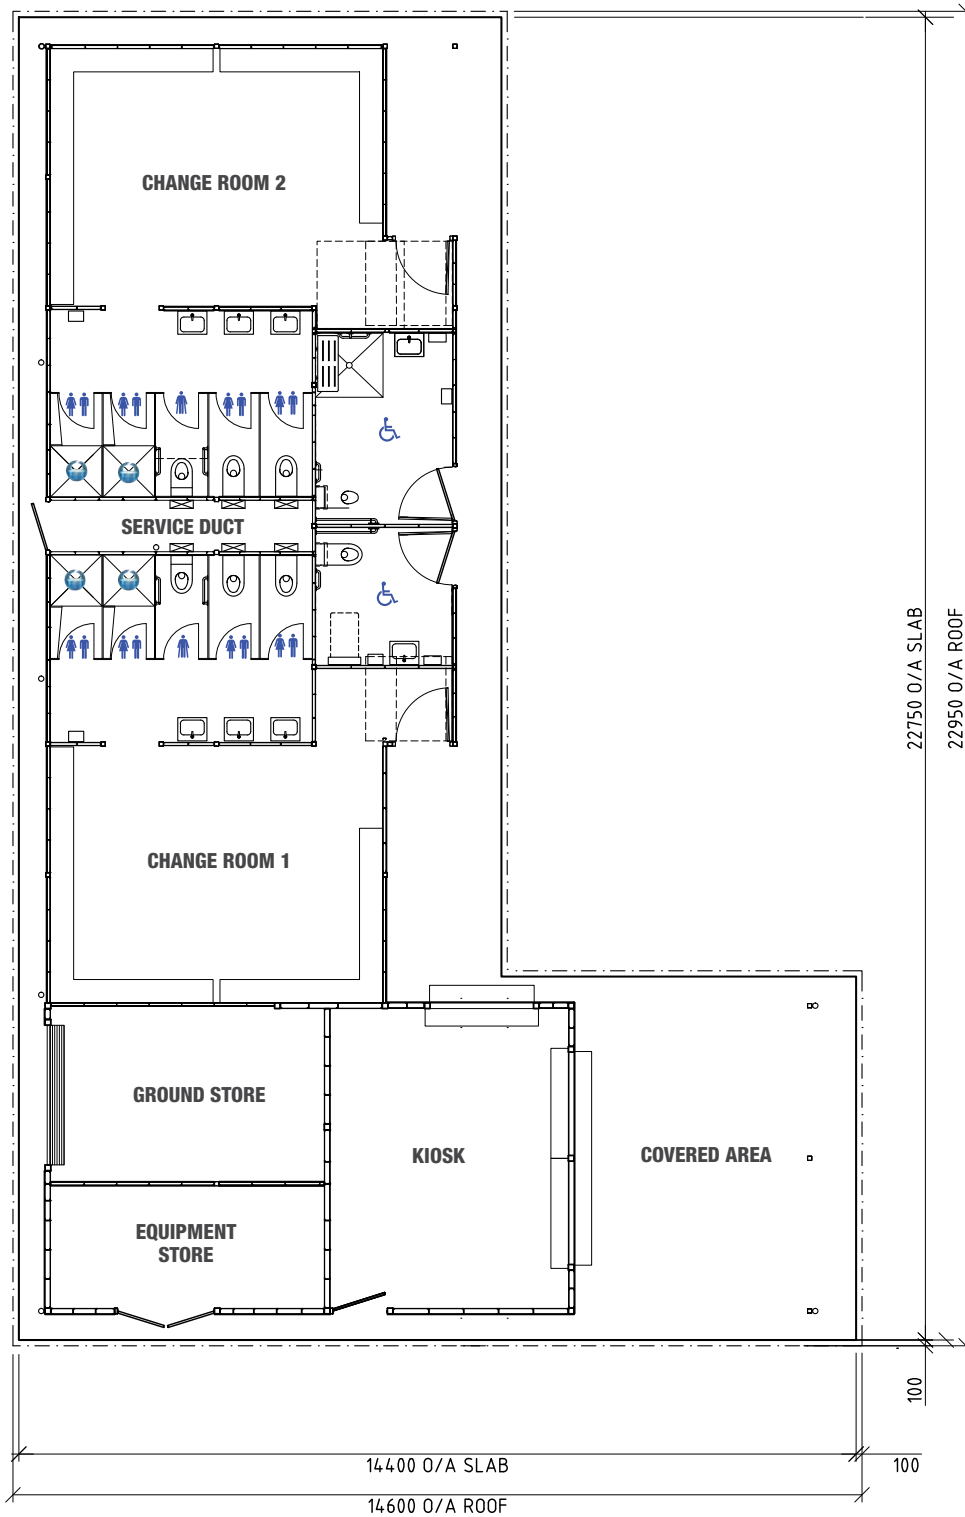 CHANGE ROOM 2
SERVICE DUCT
22750 O/A SLAB
22950 O/A ROOF
CHANGE ROOM 1
GROUND STORE
KIOSK
COVERED AREA
EQUIPMENT
STORE
100
14400 O/A SLAB
100
14600 O/A ROOF